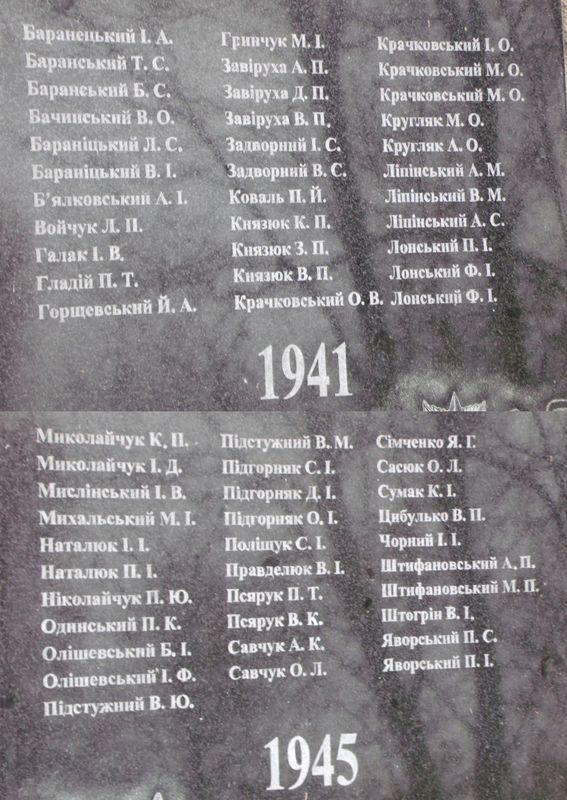 Баранецький І. А.
Баранський Т. С.
Баранський Б. С.
Бачинський В. О.
Бараніцький Л. С.
Бараніцький В. І.
Б'ялковський А. І.
Войчук Л. П.
Галак І. В.
Гладій П. Т.
Горщевський Й. А.
Гринчук М. І.
Завіруха А. П.
Завіруха Д. П.
Завіруха В. П.
Задворний І. С.
Задворний В. С.
Коваль П. Й.
Князюк К. П.
Князюк З. П.
Князюк В. П.
Крачковський О. В.
Крачковський І. О.
Крачковський М. О.
Крачковський М. О.
Кругляк М. О.
Кругляк А. О.
Ліпінський А. М.
Ліпінський В. М.
Ліпінський А. С.
Лонський П. І.
Лонський Ф. І.
Лонський Ф. І.
1941
Миколайчук К. П.
Миколайчук І. Д.
Мислінський І. В.
Михальський М. І.
Наталюк І. І.
Наталюк П. І.
Ніколайчук П. Ю.
Одинський П. К.
Олішевський Б. І.
Олішевський І. Ф.
Підстужний В. Ю.
Підстужний В. М.
Підгорняк С. І.
Підгорняк Д. І.
Підгорняк О. І.
Поліщук С. І.
Правделюк В. І.
Псярук П. Т.
Псярук В. К.
Савчук А. К.
Савчук О. Л.
Сімченко Я. Г.
Сасюк О. Л.
Сумак К. І.
Цибулько В. П.
Чорний І. І.
Штифановський А. П.
Штифановський М. П.
Штогрін В. І.
Яворський П. С.
Яворський П. І.
1945